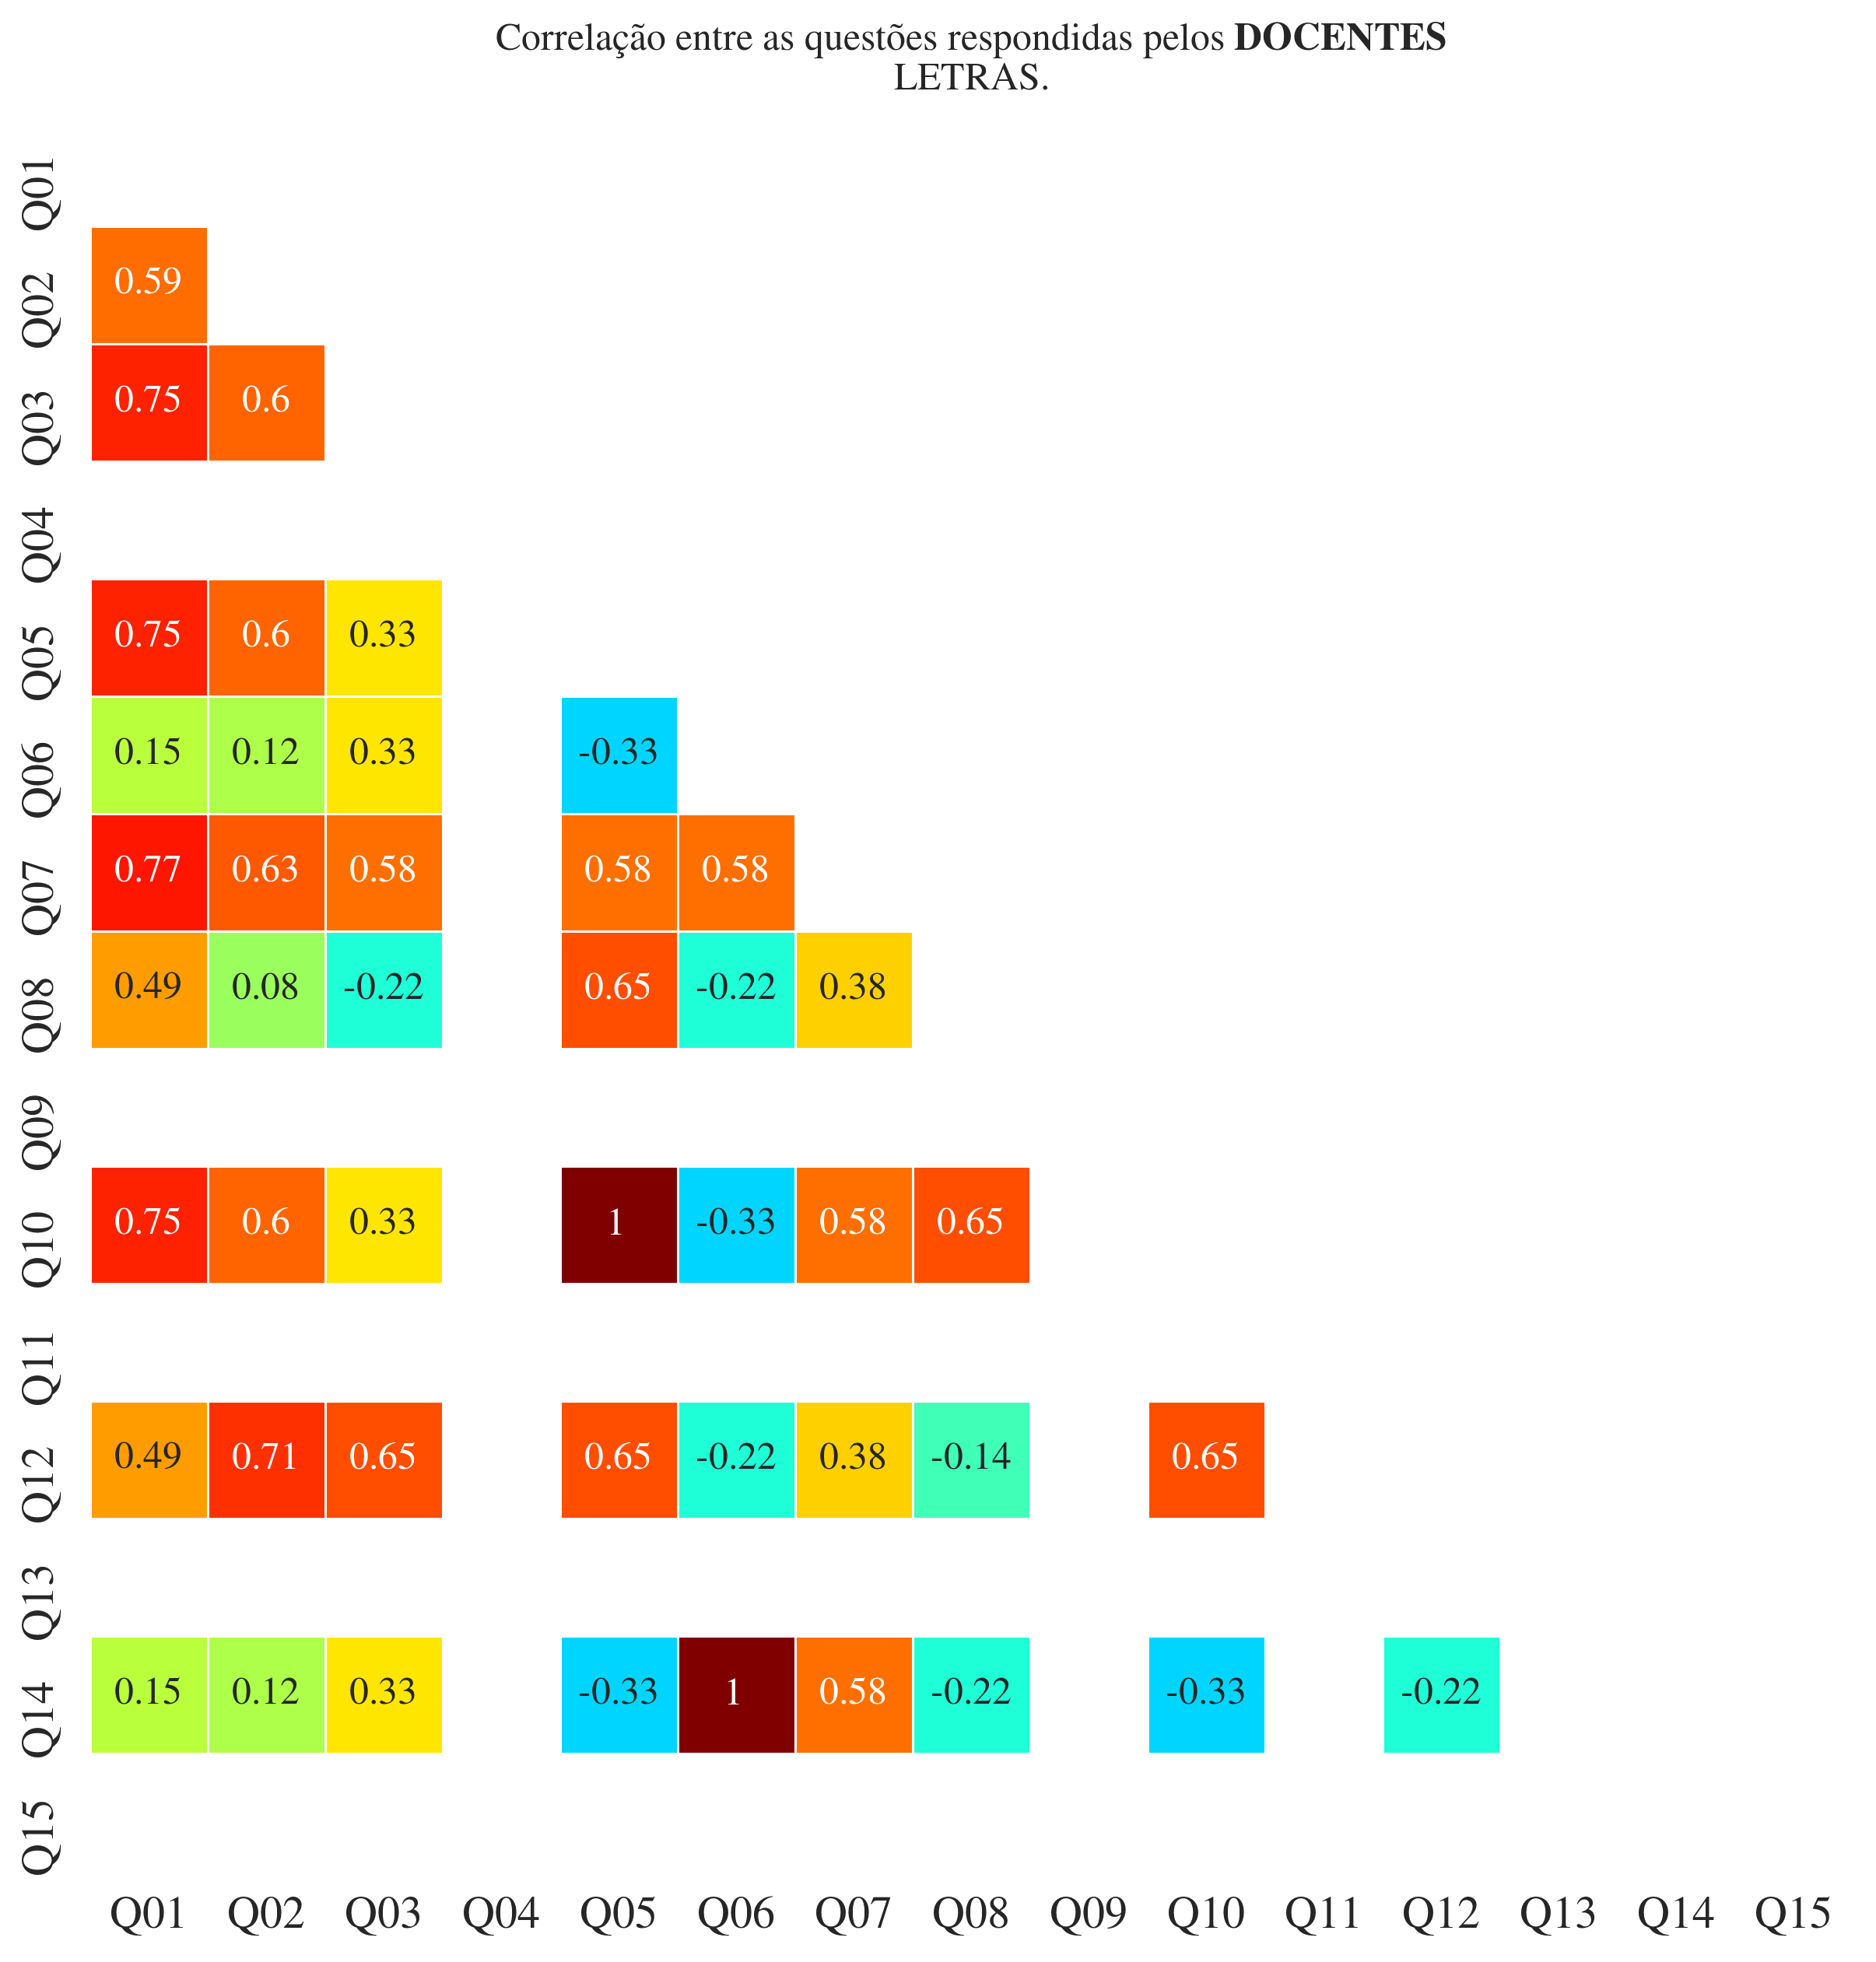 Correlação entre as questões respondidas pelos DOCENTES
LETRAS.
Q01
Q02 0.59
Q03 0.75 0.6
Q04
Q05 0.75 0.6 0.33
Q06 0.15 0.12 0.33 -0.33
Q07 0.77 0.63 0.58 0.58 0.58
Q08 0.49 0.08 -0.22 0.65 -0.22 0.38
Q09
Q10 0.75 0.6 0.33 1 -0.33 0.58 0.65
Q11
Q12 0.49 0.71 0.65 0.65 -0.22 0.38 -0.14 0.65
Q13
Q14 0.15 0.12 0.33 -0.33 1 0.58 -0.22 -0.33 -0.22
Q15
Q01 Q02 Q03 Q04 Q05 Q06 Q07 Q08 Q09 Q10 Q11 Q12 Q13 Q14 Q15